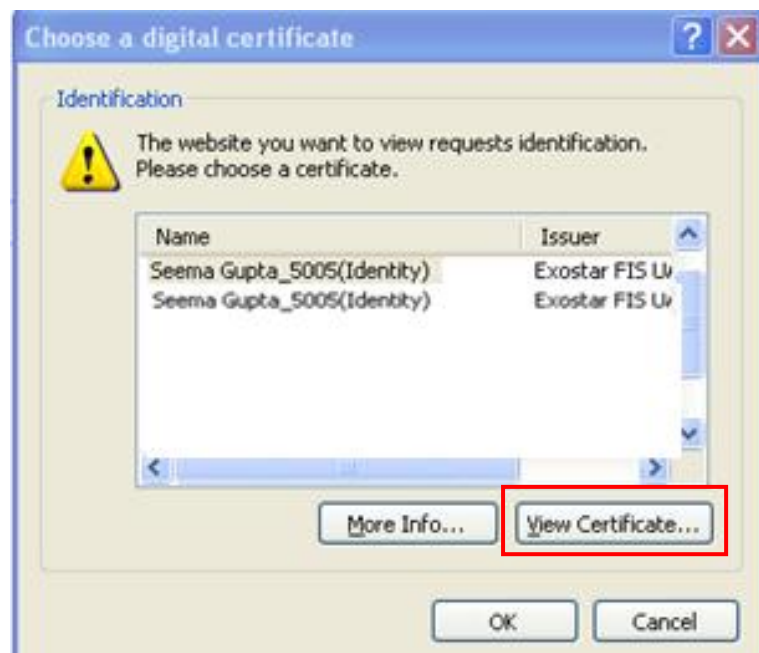 Choose a digital certificate
Identification
The website you want to view requests identification.
Please choose a certificate.
Name Issuer
Seema Gupta_5005(Identity) Exostar FIS
Seema Gupta_5005(Identity) Exostar FIS
More Info... View Certificate...
OK Cancel